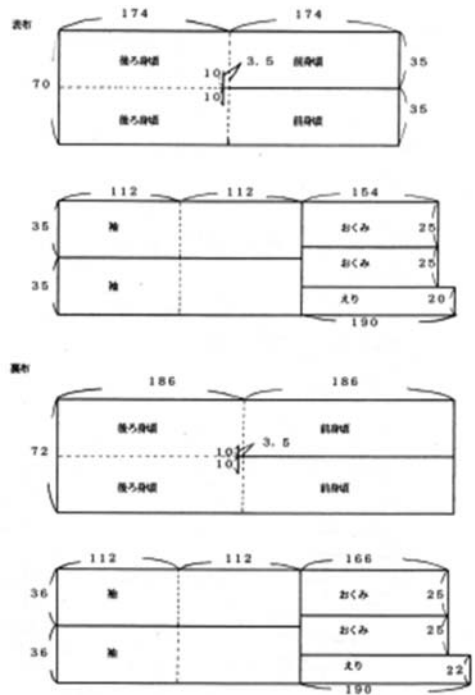 表布
174 174
後ろ身頃 前身頃
10 3.5
35
70
10
35
後ろ身頃 前身頃
112 112 154
35 袖 おくみ 25
おくみ 25
35 袖
えり 20
190
裏布
186 186
後ろ身頃 前身頃
10 3.5
72
10
後ろ身頃 前身頃
112 112 166
36 袖 おくみ 25
おくみ 25
36 袖
えり 22
190